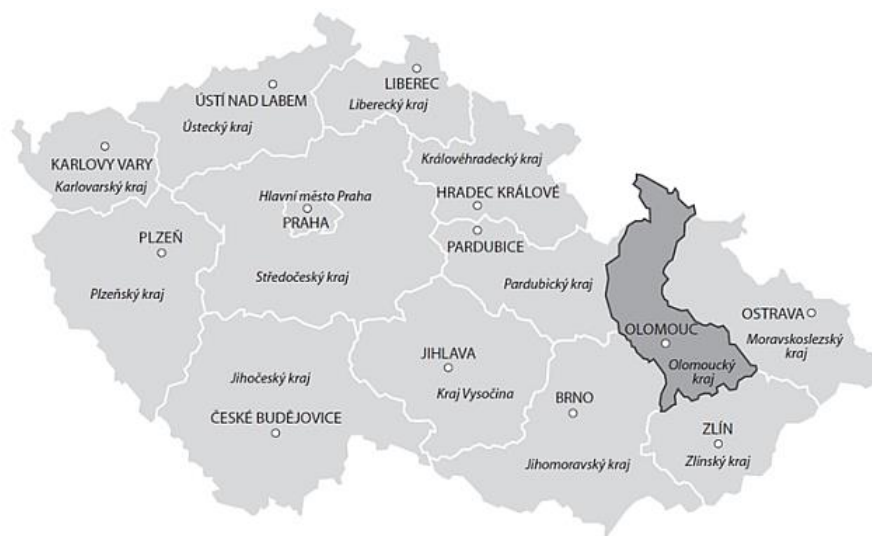 LIBEREC
Liberecký kraj
ÚSTÍ NAD LABEM
Ústecký kraj
KARLOVY VARY
Karlovarský kraj
Královéhradecký kraj
HRADEC KRÁLOVÉ
Hlavní město Praha
PRAHA
PLZEŇ
Plzeňský kraj
Středočeský kraj
PARDUBICE
Pardubický kraj
OLOMOUC
Olomoucký
kraj
OSTRAVA
Moravskoslezský
kraj
JIHLAVA
Kraj Vysočina
Jihočeský kraj
ČESKÉ BUDĚJOVICE
BRNO
Jihomoravský kraj
ZLÍN
Zlínský kraj